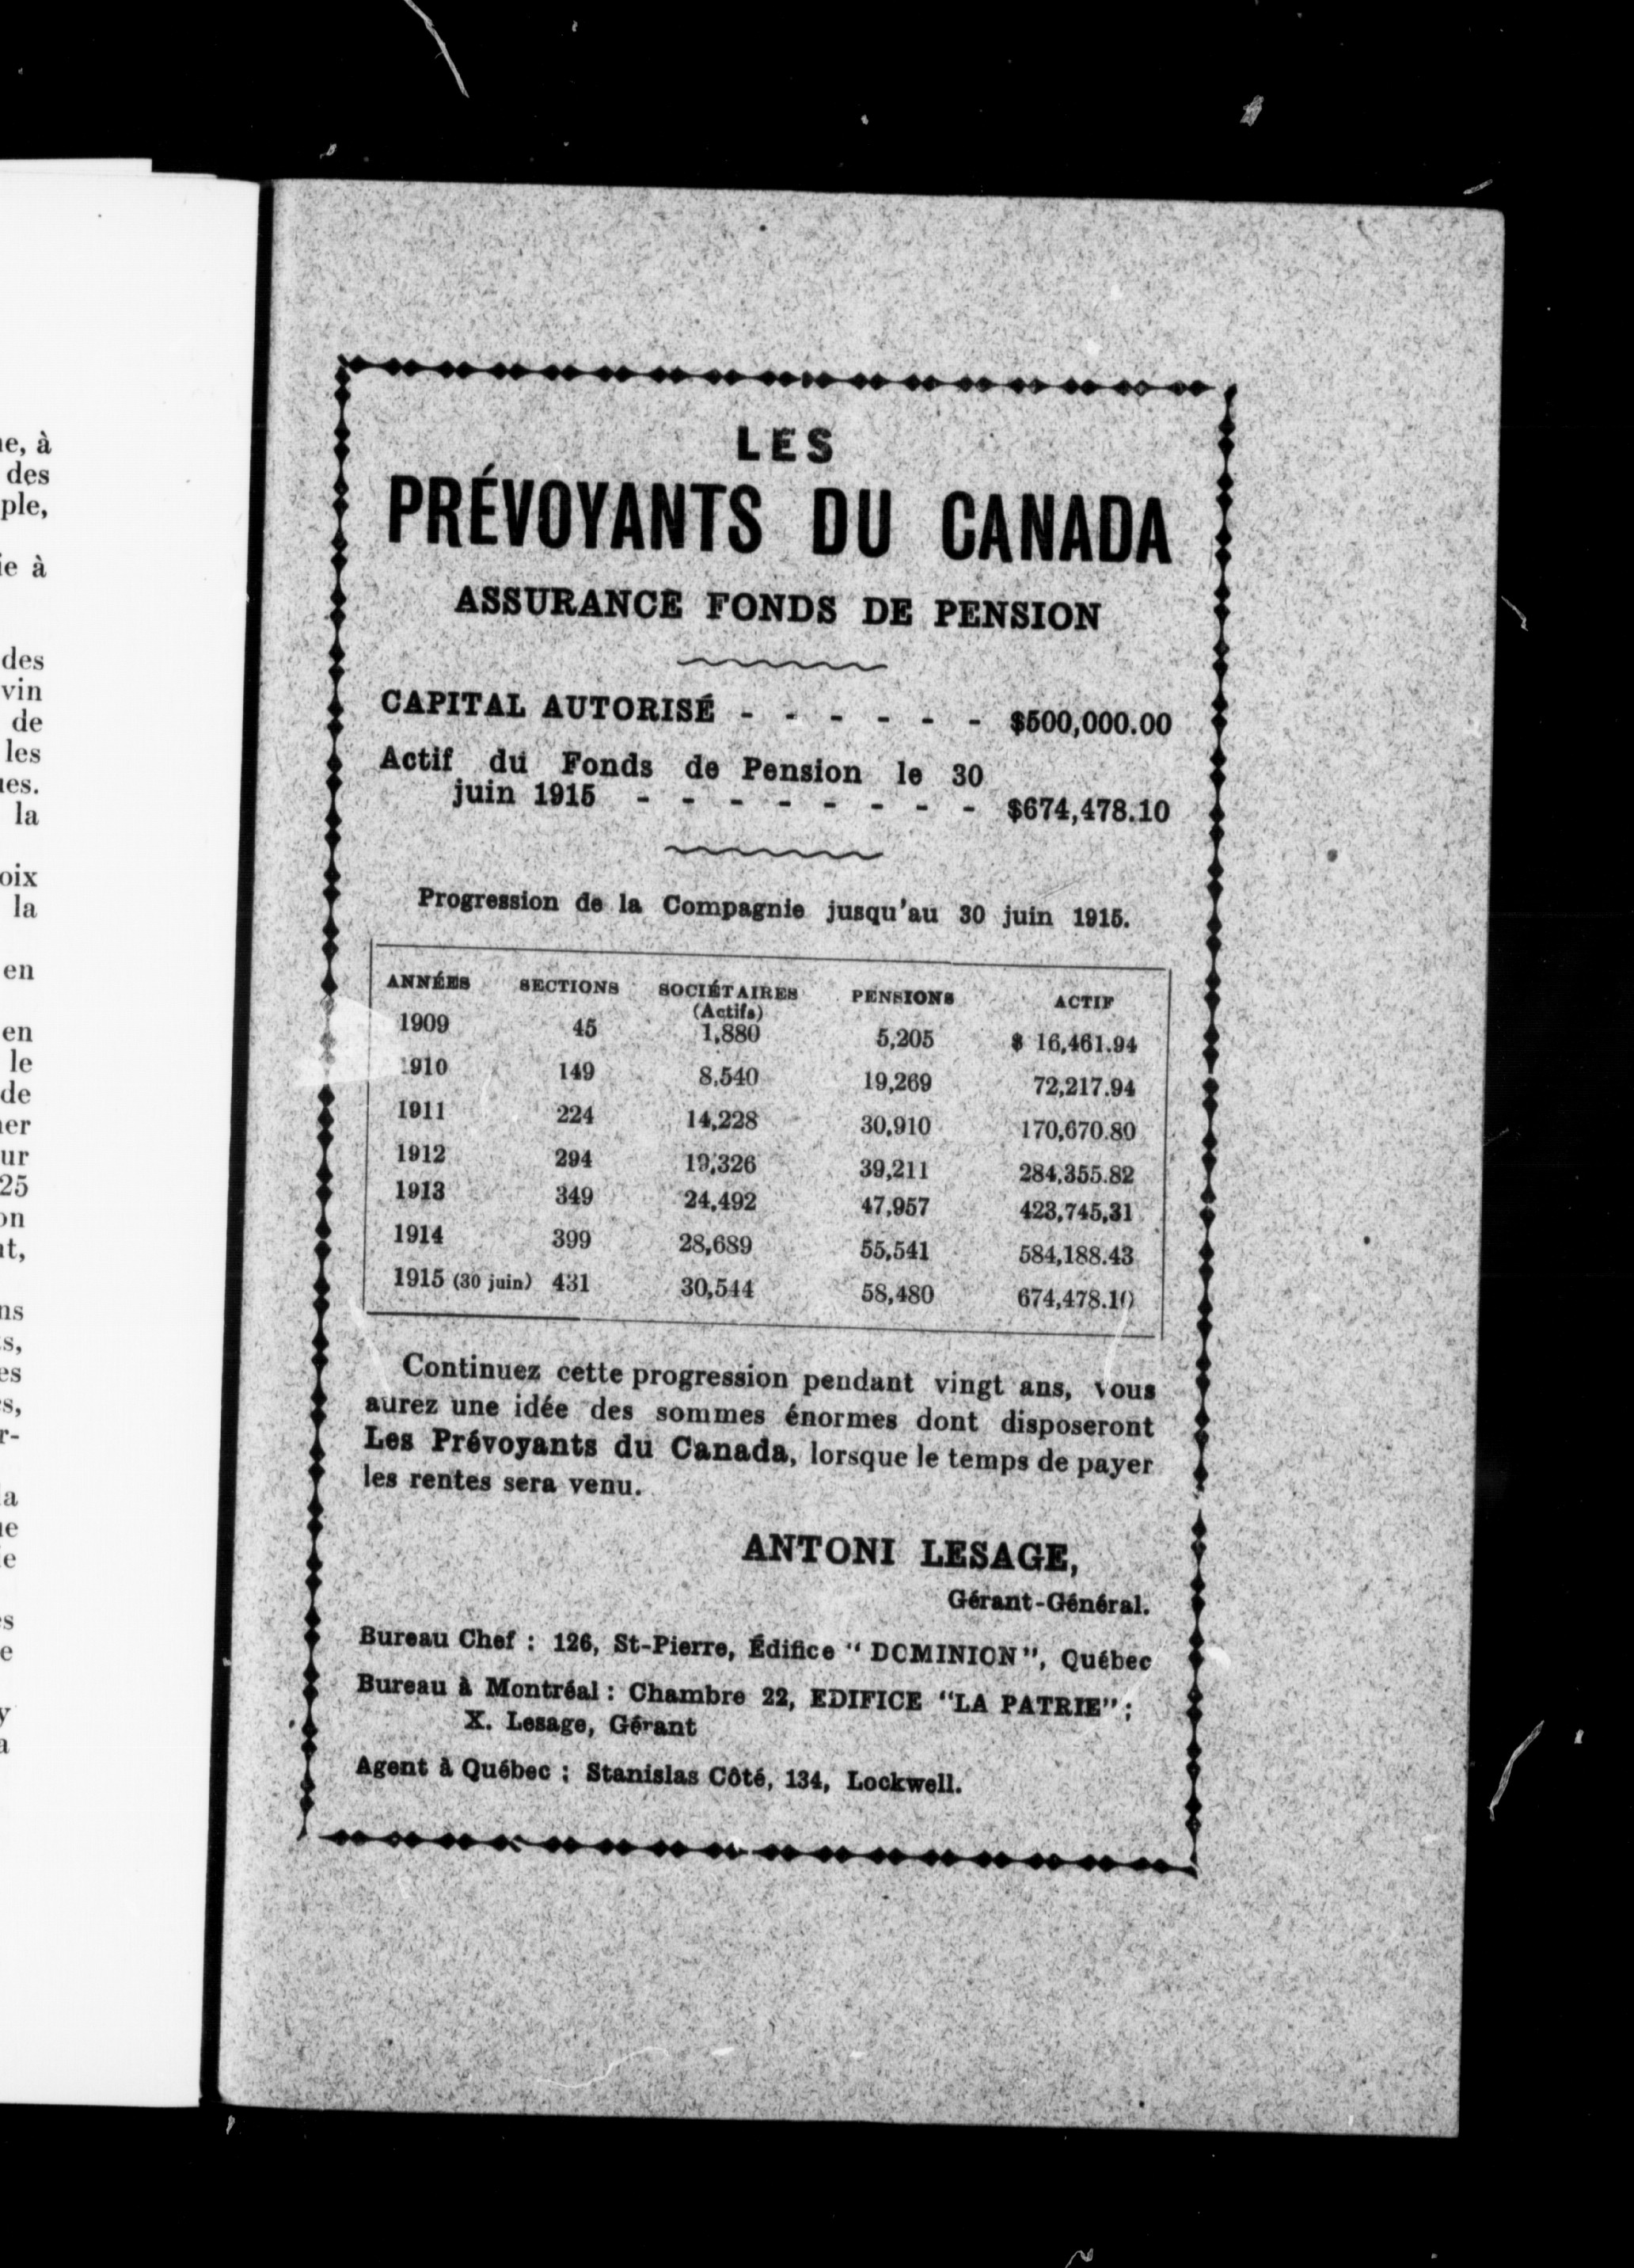 LES
PRÉVOYANTS DU CANADA
ASSURANCE FONDS DE PENSION
CAPITAL AUTORISÉ - - - - - - $500,000.00
Actif du Fonds de Pension le 30
juin 1915 - - - - - - - - $674,478.10
Progression de la Compagnie jusqu'au 30 juin 1915.
ANNÉES SECTIONS SOCIÉTAIRES PENSIONS ACTIF
(Actifs)
1909 45 1,880 5,205 $ 16,461.94
1910 149 8,540 19,269 72,217.94
1911 224 14,228 30,910 170,670.80
1912 294 19,326 39,211 284,355.82
1913 349 24,492 47,957 423,745,31
1914 399 28,689 55,541 584,188.43
1915 (30 juin) 431 30,544 58,480 674,478.10
Continuez cette progression pendant vingt ans, vous
aurez une idée des sommes énormes dont disposeront
Les Prévoyants du Canada, lorsque le temps de payer
les rentes sera venu.
ANTONI LESAGE,
Gérant-Général.
Bureau Chef : 126, St-Pierre, Édifice "DOMINION", Québec
Bureau à Montréal : Chambre 22, EDIFICE "LA PATRIE" ;
X. Lesage, Gérant
Agent à Québec ; Stanislas Côté, 134, Lockwell.